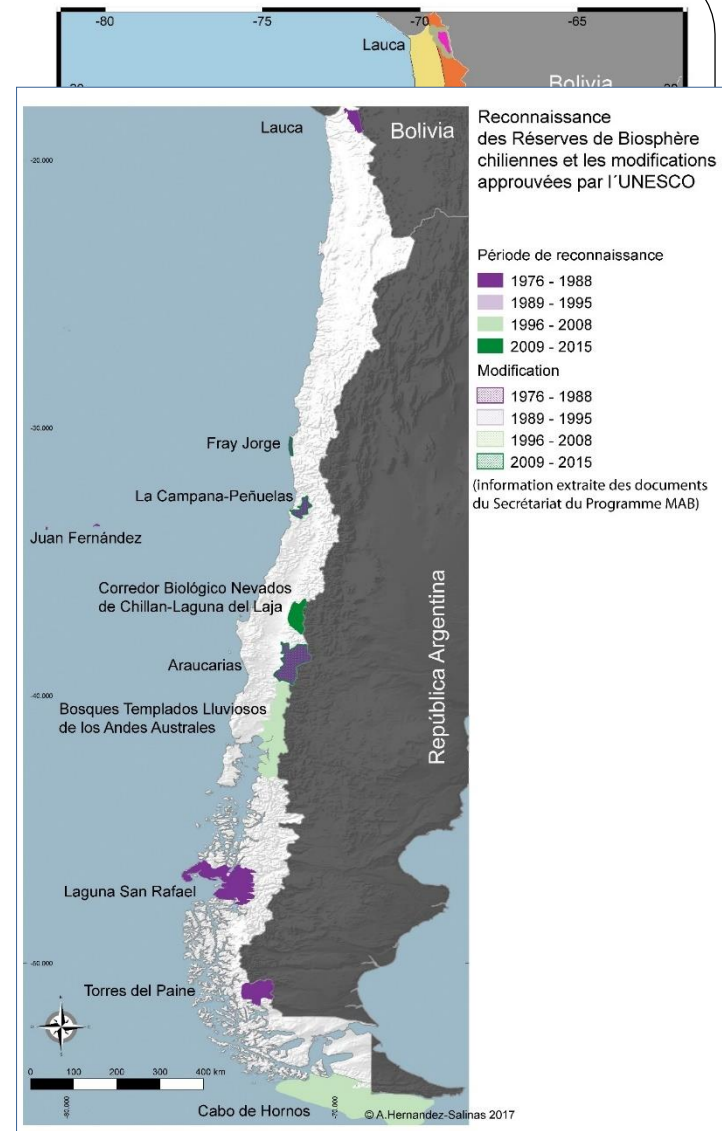 -80
-75
-70
-65
Lauca
Bolivia
Lauca
Bolivia
-20.000
Reconnaissance
des Réserves de Biosphère
chiliennes et les modifications
approuvées par l´UNESCO
Période de reconnaissance
1976 - 1988
1989 - 1995
1996 - 2008
2009 - 2015
Modification
1976 - 1988
1989 - 1995
1996 - 2008
2009 - 2015
(information extraite des documents
du Secrétariat du Programme MAB)
-30.000
Fray Jorge
La Campana-Peñuelas
Juan Fernández
Corredor Biológico Nevados
de Chillan-Laguna del Laja
Araucarias
República Argentina
-40.000
Bosques Templados Lluviosos
de los Andes Australes
Laguna San Rafael
-50.000
Torres del Paine
0 100 200 300 400 km
-80.000
-70.000
Cabo de Hornos
© A.Hernandez-Salinas 2017